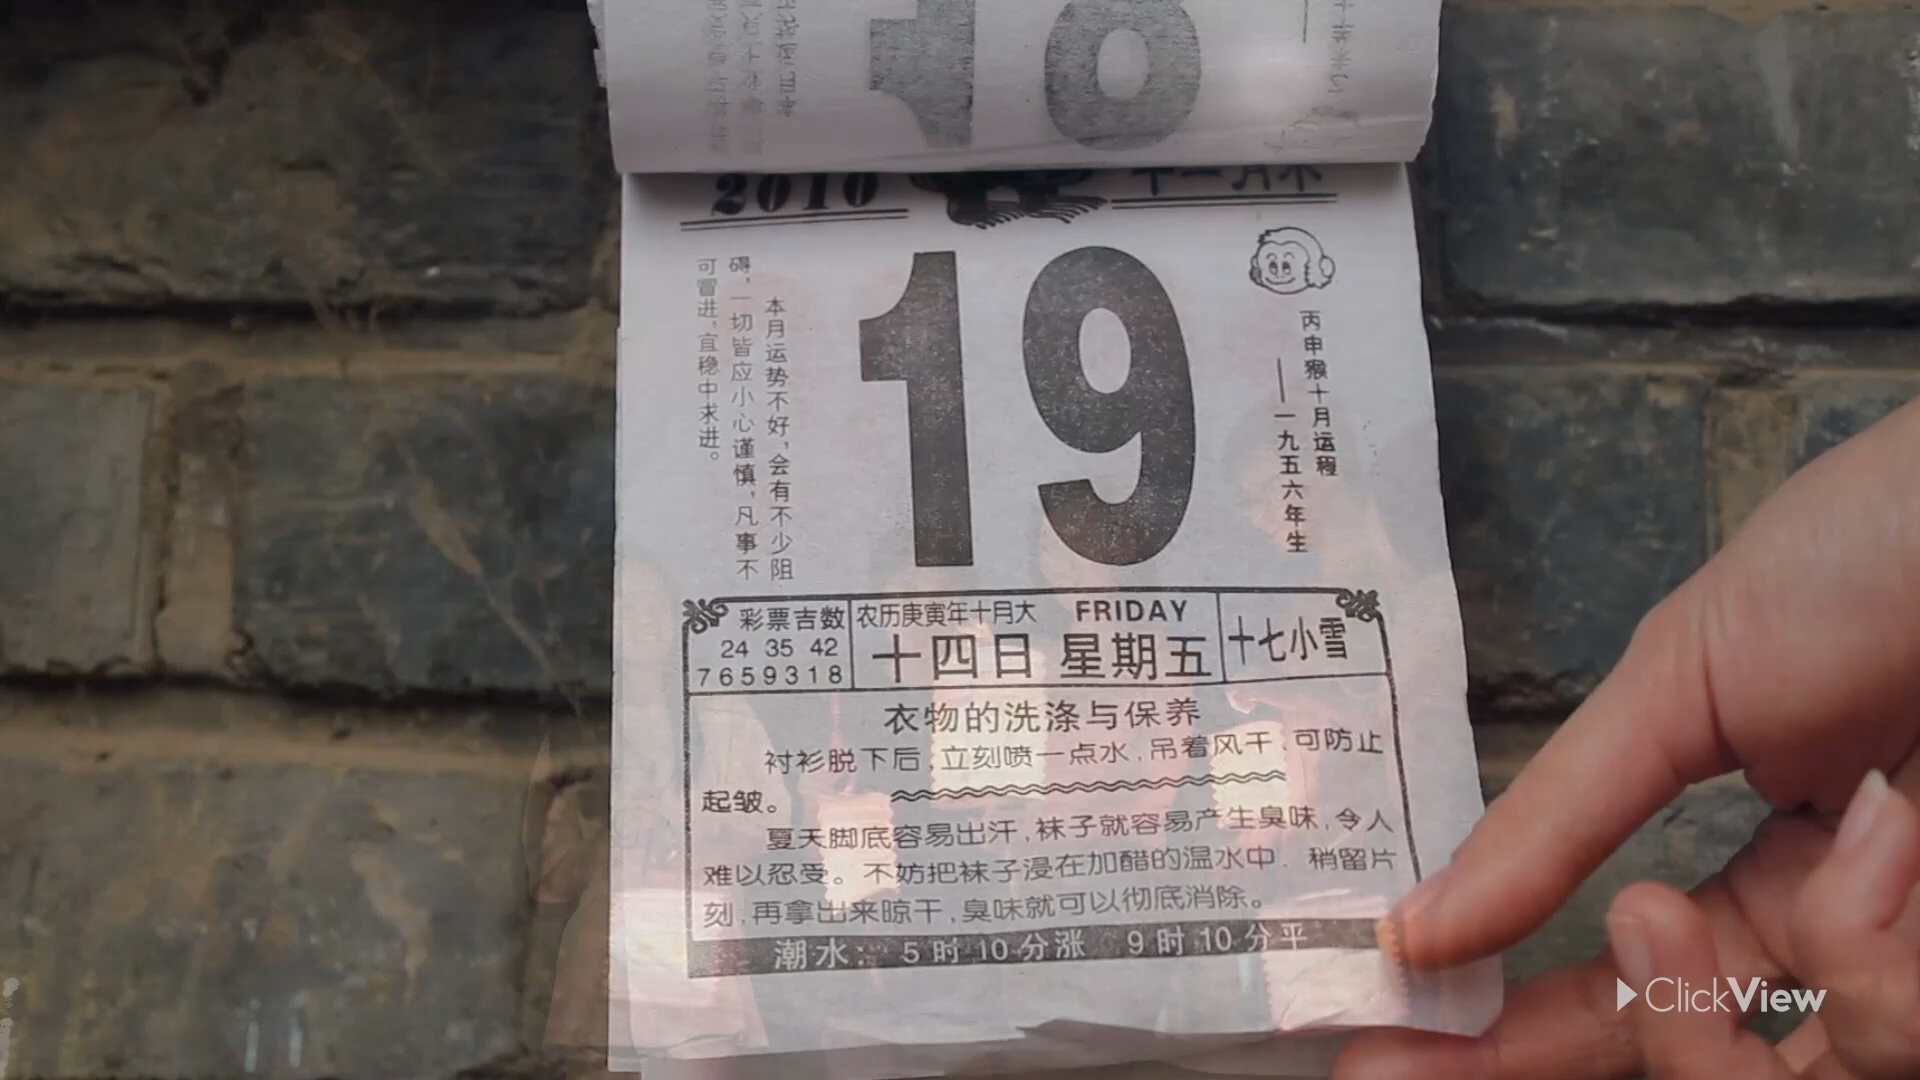 18
2010 十一月小
19
丙申猴十月运程
——一九五六年生
本月运势不好，会有不少阻
碍，一切皆应小心谨慎，凡事不
可冒进，宜稳中求进。
彩票吉数
24 35 42
7659318
农历庚寅年十月大 FRIDAY
十四日 星期五
十七小雪
衣物的洗涤与保养
衬衫脱下后，立刻喷一点水，吊着风干，可防止
起皱。
夏天脚底容易出汗，袜子就容易产生臭味，令人
难以忍受。不妨把袜子浸在加醋的温水中，稍留片
刻，再拿出来晾干，臭味就可以彻底消除。
潮水：5时10分涨 9时10分平
ClickView